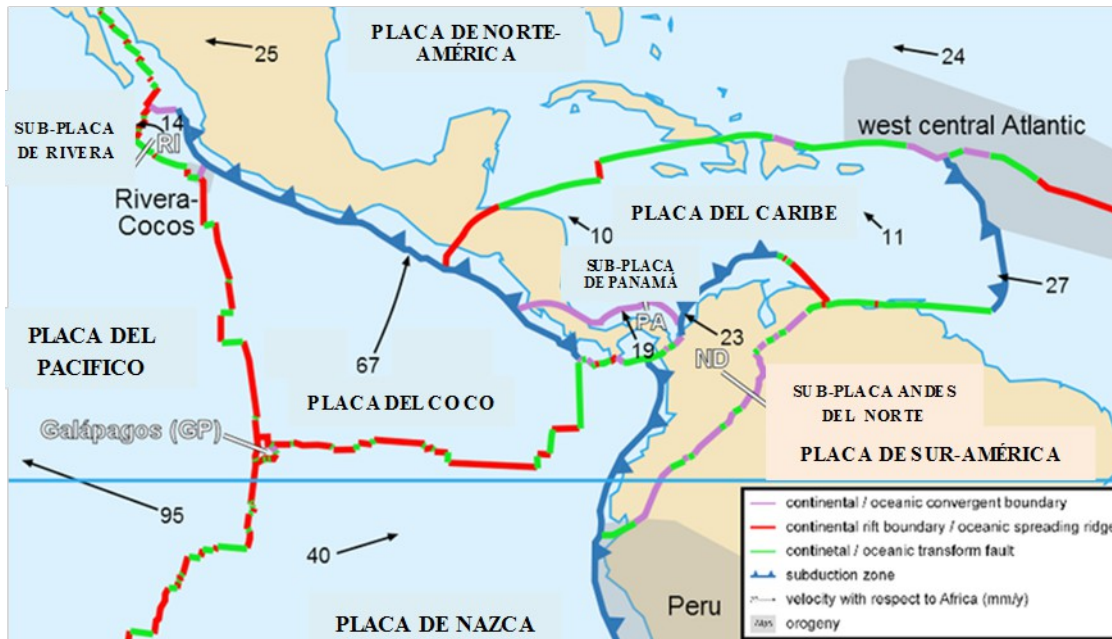 PLACA DE NORTE-
AMÉRICA
25
24
SUB-PLACA
DE RIVERA
14
RI
west central Atlantic
Rivera-
Cocos
PLACA DEL CARIBE
10
11
SUB-PLACA
DE PANAMÁ
PA
27
23
19
ND
PLACA DEL
PACIFICO
67
PLACA DEL COCO
SUB-PLACA ANDES
DEL NORTE
Galápagos (GP)
PLACA DE SUR-AMÉRICA
95
40
Peru
PLACA DE NAZCA
continental / oceanic convergent boundary
continental rift boundary / oceanic spreading ridge
continetal / oceanic transform fault
subduction zone
velocity with respect to Africa (mm/y)
orogeny